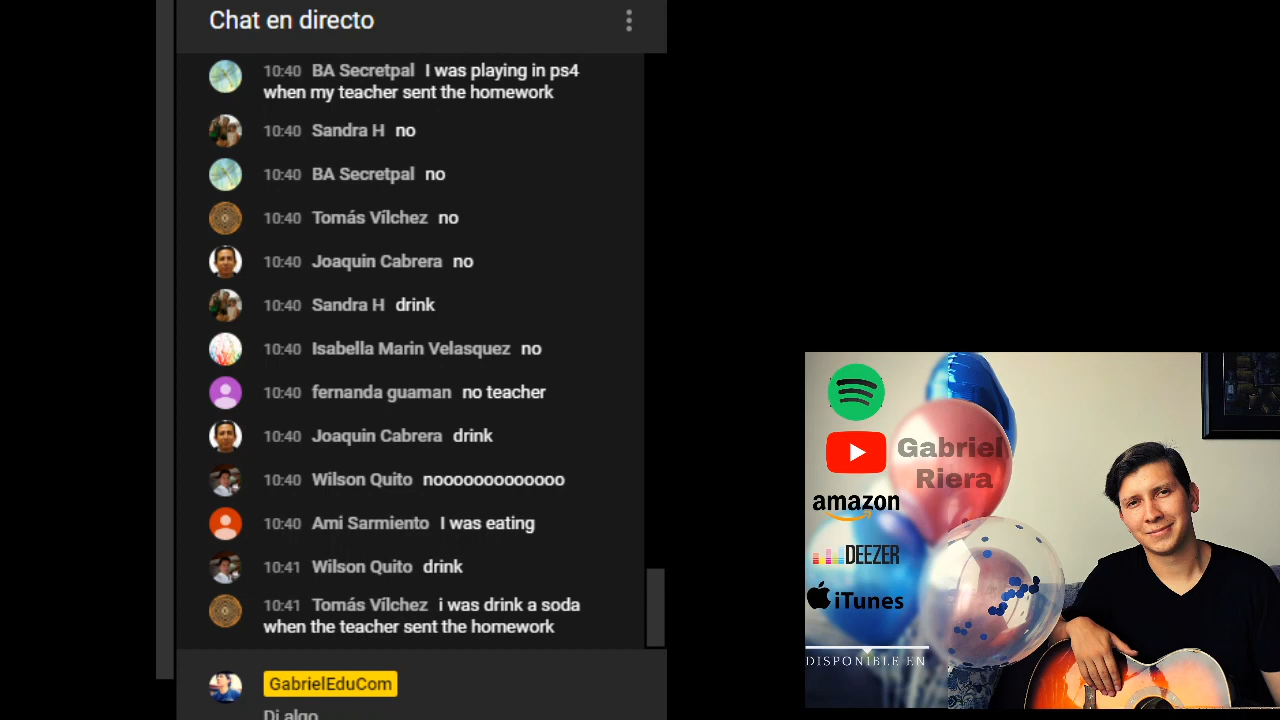 Chat en directo
10:40 BA Secretpal I was playing in ps4
when my teacher sent the homework
10:40 Sandra H no
10:40 BA Secretpal no
10:40 Tomás Vílchez no
10:40 Joaquin Cabrera no
10:40 Sandra H drink
10:40 Isabella Marin Velasquez no
10:40 fernanda guaman no teacher
10:40 Joaquin Cabrera drink
10:40 Wilson Quito nooooooooooooo
10:40 Ami Sarmiento I was eating
10:41 Wilson Quito drink
10:41 Tomás Vílchez i was drink a soda
when the teacher sent the homework
GabrielEduCom
Di algo
Gabriel
Riera
amazon
DEEZER
iTunes
DISPONIBLE EN